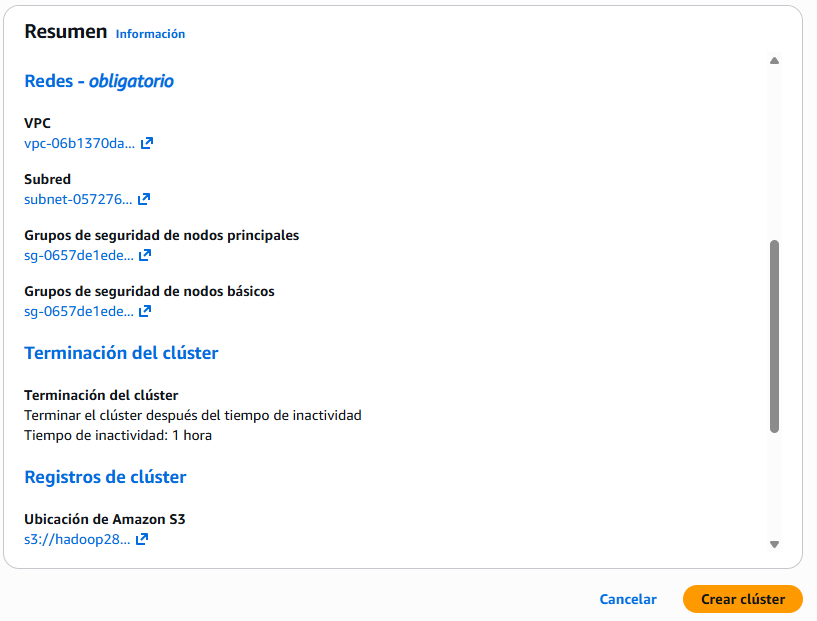 Resumen Información
Redes - obligatorio
VPC
vpc-06b1370da...
Subred
subnet-057276...
Grupos de seguridad de nodos principales
sg-0657de1ede...
Grupos de seguridad de nodos básicos
sg-0657de1ede...
Terminación del clúster
Terminación del clúster
Terminar el clúster después del tiempo de inactividad
Tiempo de inactividad: 1 hora
Registros de clúster
Ubicación de Amazon S3
s3://hadoop28...
Cancelar Crear clúster